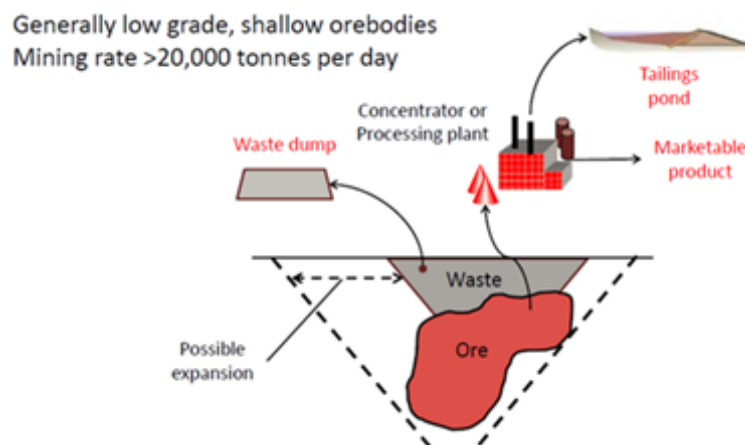 Generally low grade, shallow orebodies
Mining rate >20,000 tonnes per day
Tailings
pond
Concentrator or
Processing plant
Waste dump
Marketable
product
Waste
Ore
Possible
expansion